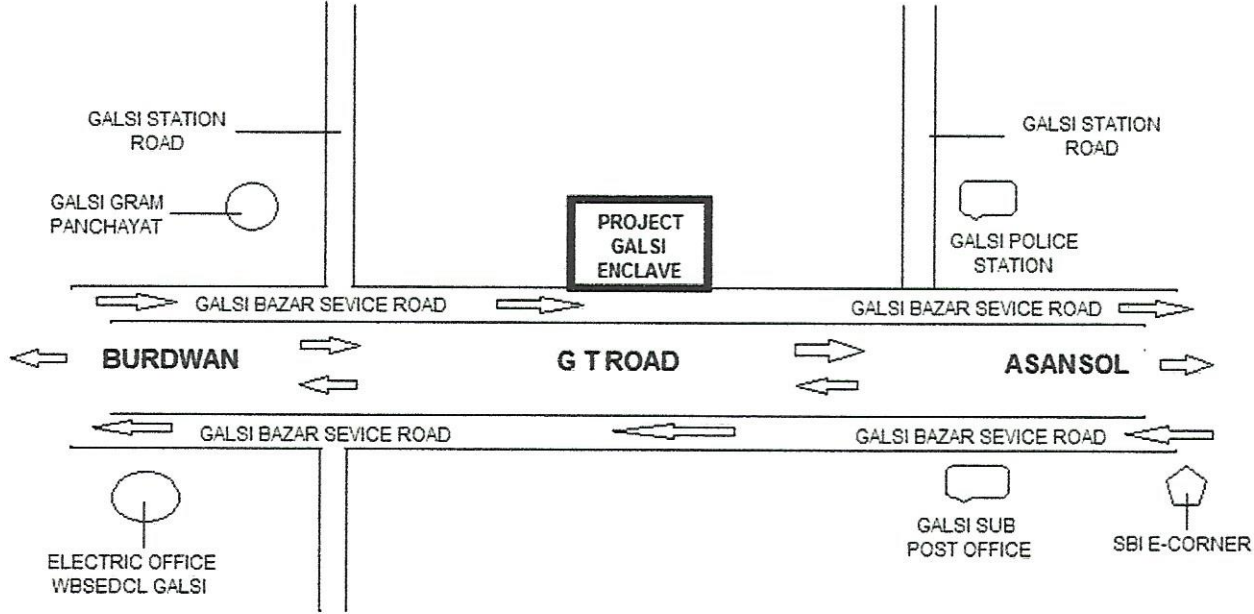 GALSI STATION
ROAD
GALSI STATION
ROAD
GALSI GRAM
PANCHAYAT
PROJECT
GALSI
ENCLAVE
GALSI POLICE
STATION
GALSI BAZAR SEVICE ROAD
GALSI BAZAR SEVICE ROAD
BURDWAN
G T ROAD
ASANSOL
GALSI BAZAR SEVICE ROAD
GALSI BAZAR SEVICE ROAD
ELECTRIC OFFICE
WBSEDCL GALSI
GALSI SUB
POST OFFICE
SBI E-CORNER